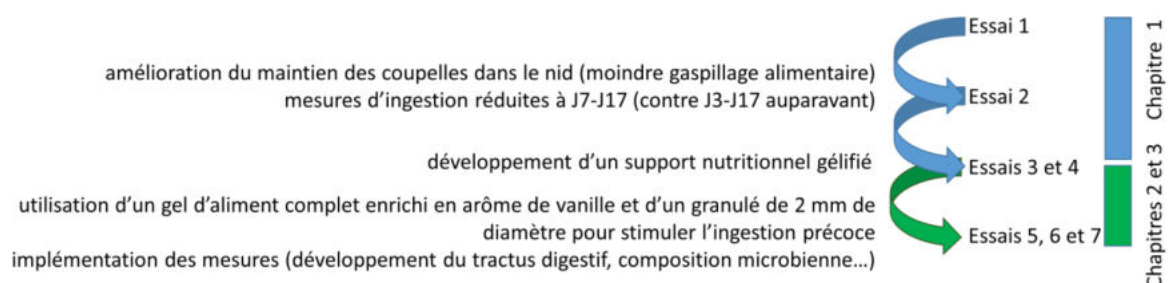 Essai 1
amélioration du maintien des coupelles dans le nid (moindre gaspillage alimentaire)
mesures d'ingestion réduites à J7-J17 (contre J3-J17 auparavant)
Essai 2
développement d'un support nutritionnel gélifié
Essais 3 et 4
utilisation d'un gel d'aliment complet enrichi en arôme de vanille et d'un granulé de 2 mm de
diamètre pour stimuler l'ingestion précoce
implémentation des mesures (développement du tractus digestif, composition microbienne…)
Essais 5, 6 et 7
Chapitre 1
Chapitres 2 et 3